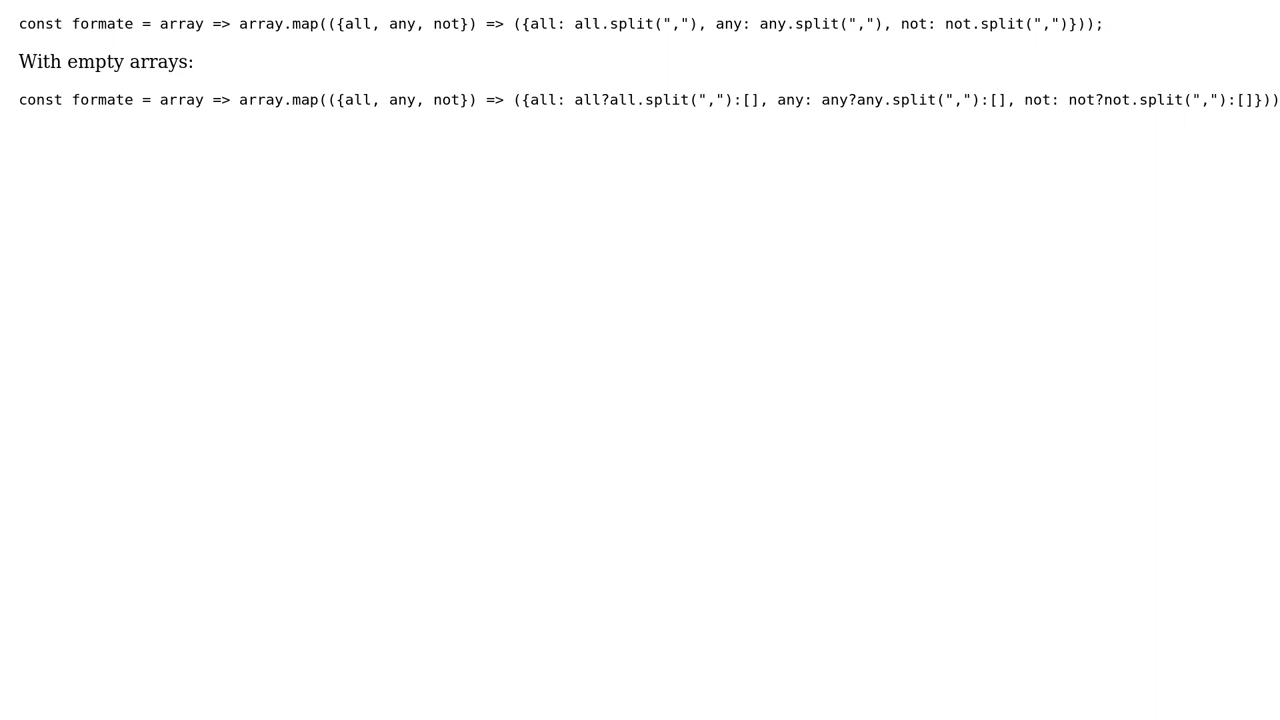 const formate = array => array.map(({all, any, not}) => ({all: all.split(","), any: any.split(","), not: not.split(",")}));
With empty arrays:
const formate = array => array.map(({all, any, not}) => ({all: all?all.split(","):[], any: any?any.split(","):[], not: not?not.split(","):[]}))